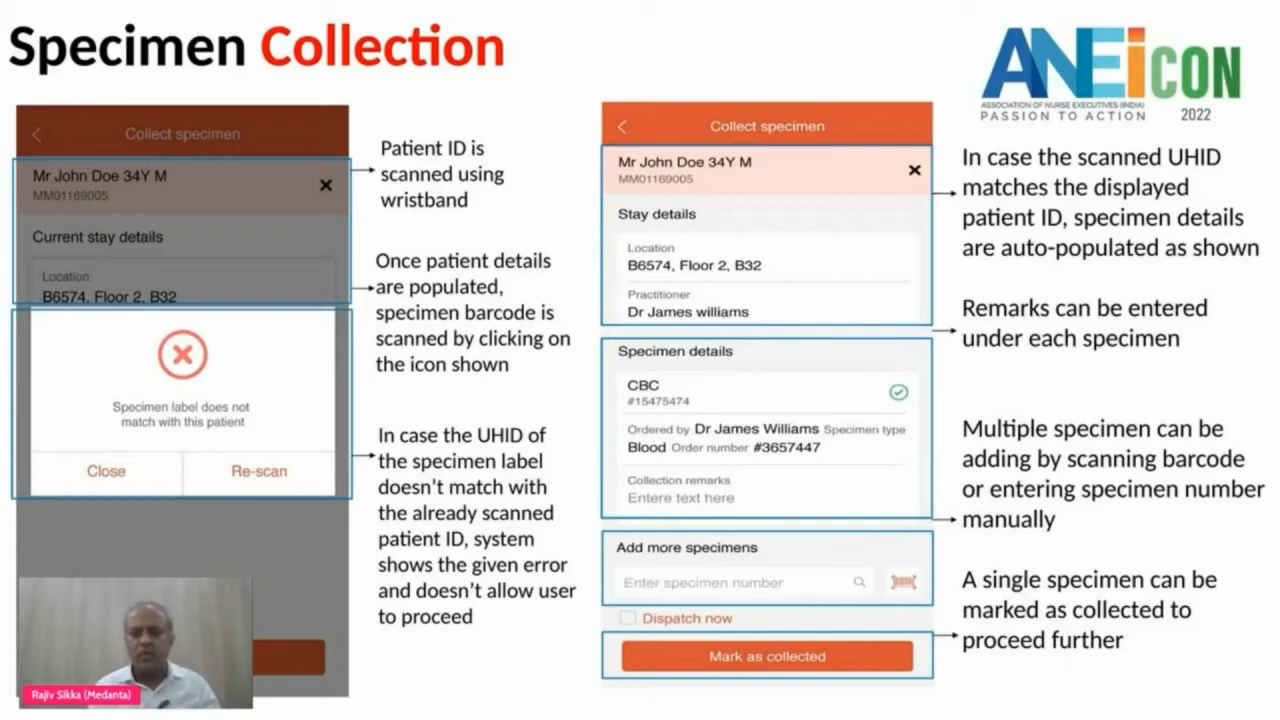 Specimen Collection
ANEiCON
ASSOCIATION OF NURSE EXECUTIVES (INDIA)
PASSION TO ACTION 2022
Collect specimen
Mr John Doe 34Y M
MM01169005
Current stay details
Location
B6574, Floor 2, B32
Specimen label does not
match with this patient
Close Re-scan
Rajiv Sikka (Medanta)
Patient ID is
scanned using
wristband
Once patient details
are populated,
specimen barcode is
scanned by clicking on
the icon shown
In case the UHID of
the specimen label
doesn't match with
the already scanned
patient ID, system
shows the given error
and doesn't allow user
to proceed
Collect specimen
Mr John Doe 34Y M
MM01169005
Stay details
Location
B6574, Floor 2, B32
Practitioner
Dr James williams
Specimen details
CBC
#15475474
Ordered by Dr James Williams Specimen type
Blood Order number #3657447
Collection remarks
Entere text here
Add more specimens
Enter specimen number
Dispatch now
Mark as collected
In case the scanned UHID
matches the displayed
patient ID, specimen details
are auto-populated as shown
Remarks can be entered
under each specimen
Multiple specimen can be
adding by scanning barcode
or entering specimen number
manually
A single specimen can be
marked as collected to
proceed further